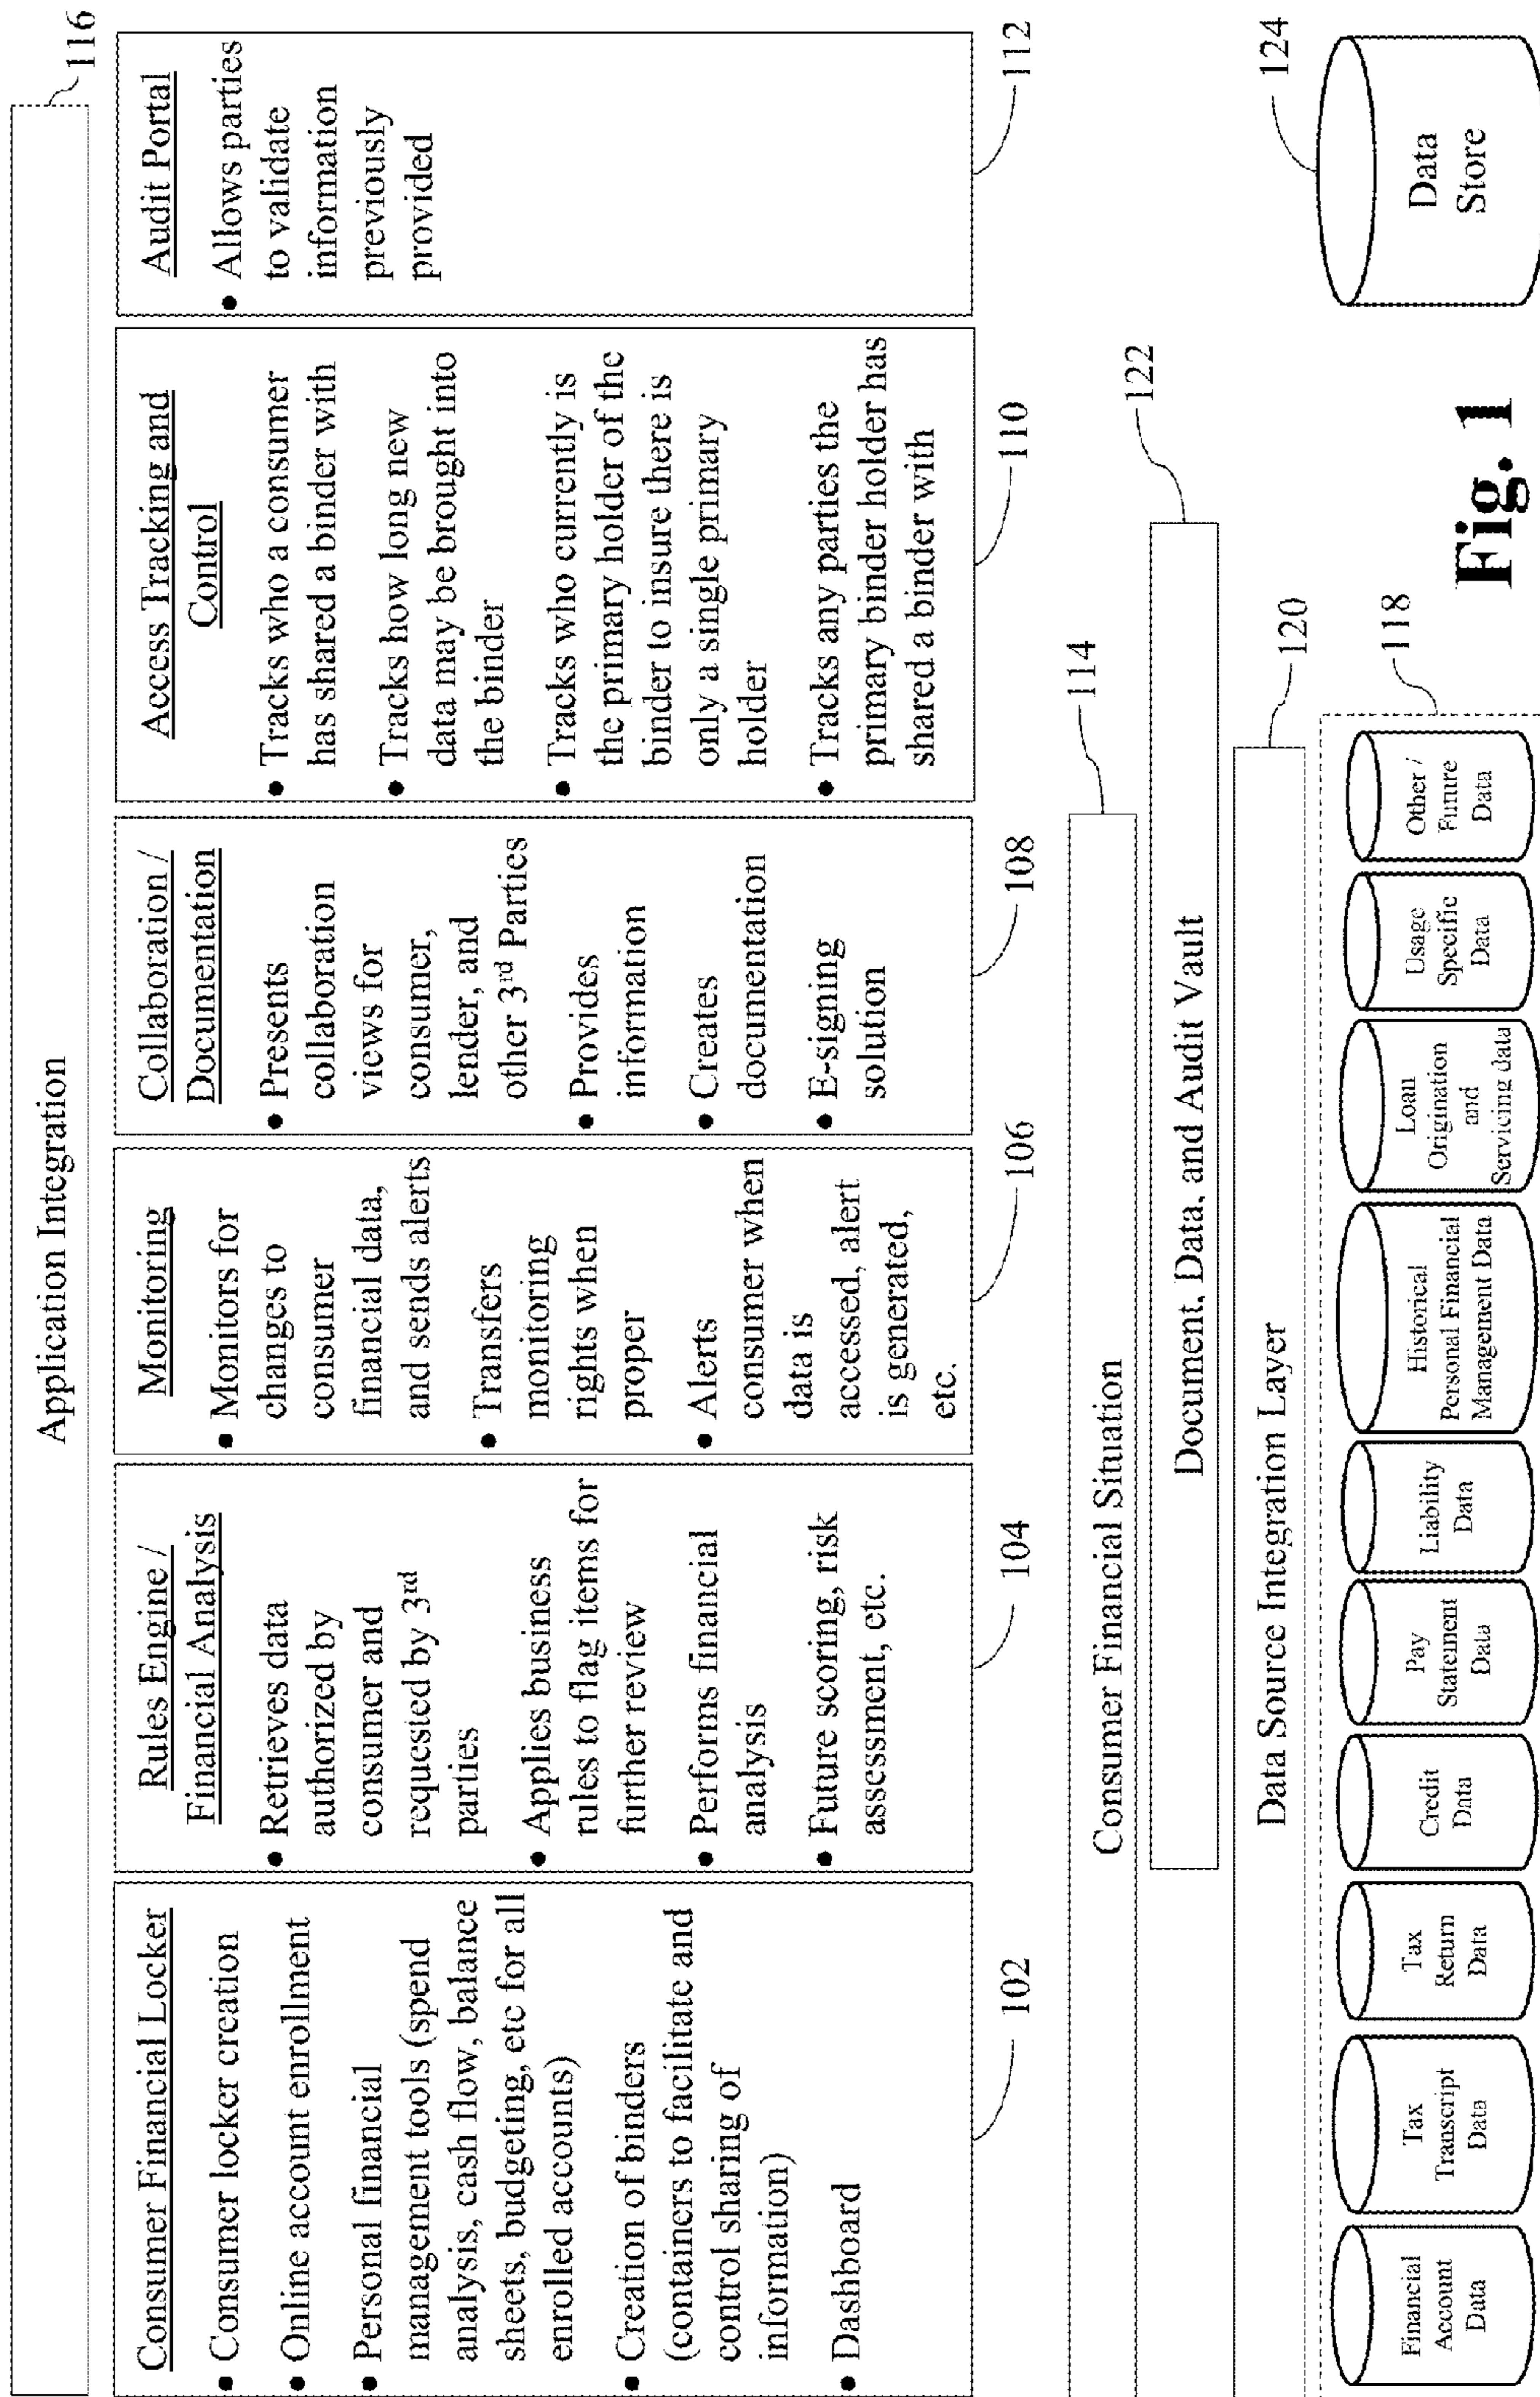 Application Integration
116
Consumer Financial Locker
• Consumer locker creation
• Online account enrollment
• Personal financial
management tools (spend
analysis, cash flow, balance
sheets, budgeting, etc for all
enrolled accounts)
• Creation of binders
(containers to facilitate and
control sharing of
information)
• Dashboard
102
Rules Engine /
Financial Analysis
• Retrieves data
authorized by
consumer and
requested by 3rd
parties
• Applies business
rules to flag items for
further review
• Performs financial
analysis
• Future scoring, risk
assessment, etc.
104
Monitoring
• Monitors for
changes to
consumer
financial data,
and sends alerts
• Transfers
monitoring
rights when
proper
• Alerts
consumer when
data is
accessed, alert
is generated,
etc.
106
Collaboration /
Documentation
• Presents
collaboration
views for
consumer,
lender, and
other 3rd Parties
• Provides
information
• Creates
documentation
• E-signing
solution
108
Access Tracking and
Control
• Tracks who a consumer
has shared a binder with
• Tracks how long new
data may be brought into
the binder
• Tracks who currently is
the primary holder of the
binder to insure there is
only a single primary
holder
• Tracks any parties the
primary binder holder has
shared a binder with
110
Audit Portal
• Allows parties
to validate
information
previously
provided
112
Consumer Financial Situation
114
Document, Data, and Audit Vault
122
Data Source Integration Layer
120
Financial
Account
Data
Tax
Transcript
Data
Tax
Return
Data
Credit
Data
Pay
Statement
Data
Liability
Data
Historical
Personal Financial
Management Data
Loan
Origination
and
Servicing data
Usage
Specific
Data
Other /
Future
Data
118
Data
Store
124
Fig. 1